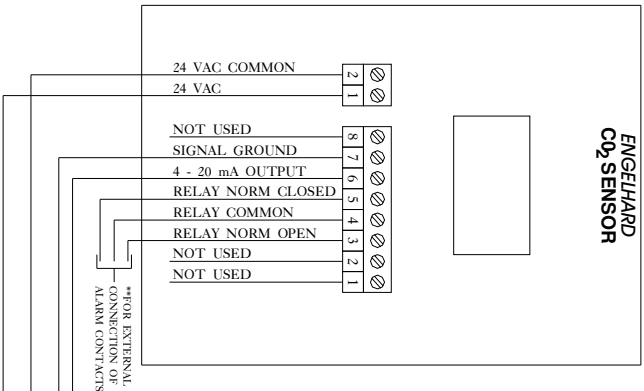 24 VAC COMMON
2
24 VAC
1
NOT USED
8
SIGNAL GROUND
7
4 - 20 mA OUTPUT
6
RELAY NORM CLOSED
5
RELAY COMMON
4
RELAY NORM OPEN
3
NOT USED
2
NOT USED
1
ENGELHARD
C02 SENSOR
**FOR EXTERNAL
CONNECTION OF
ALARM CONTACTS